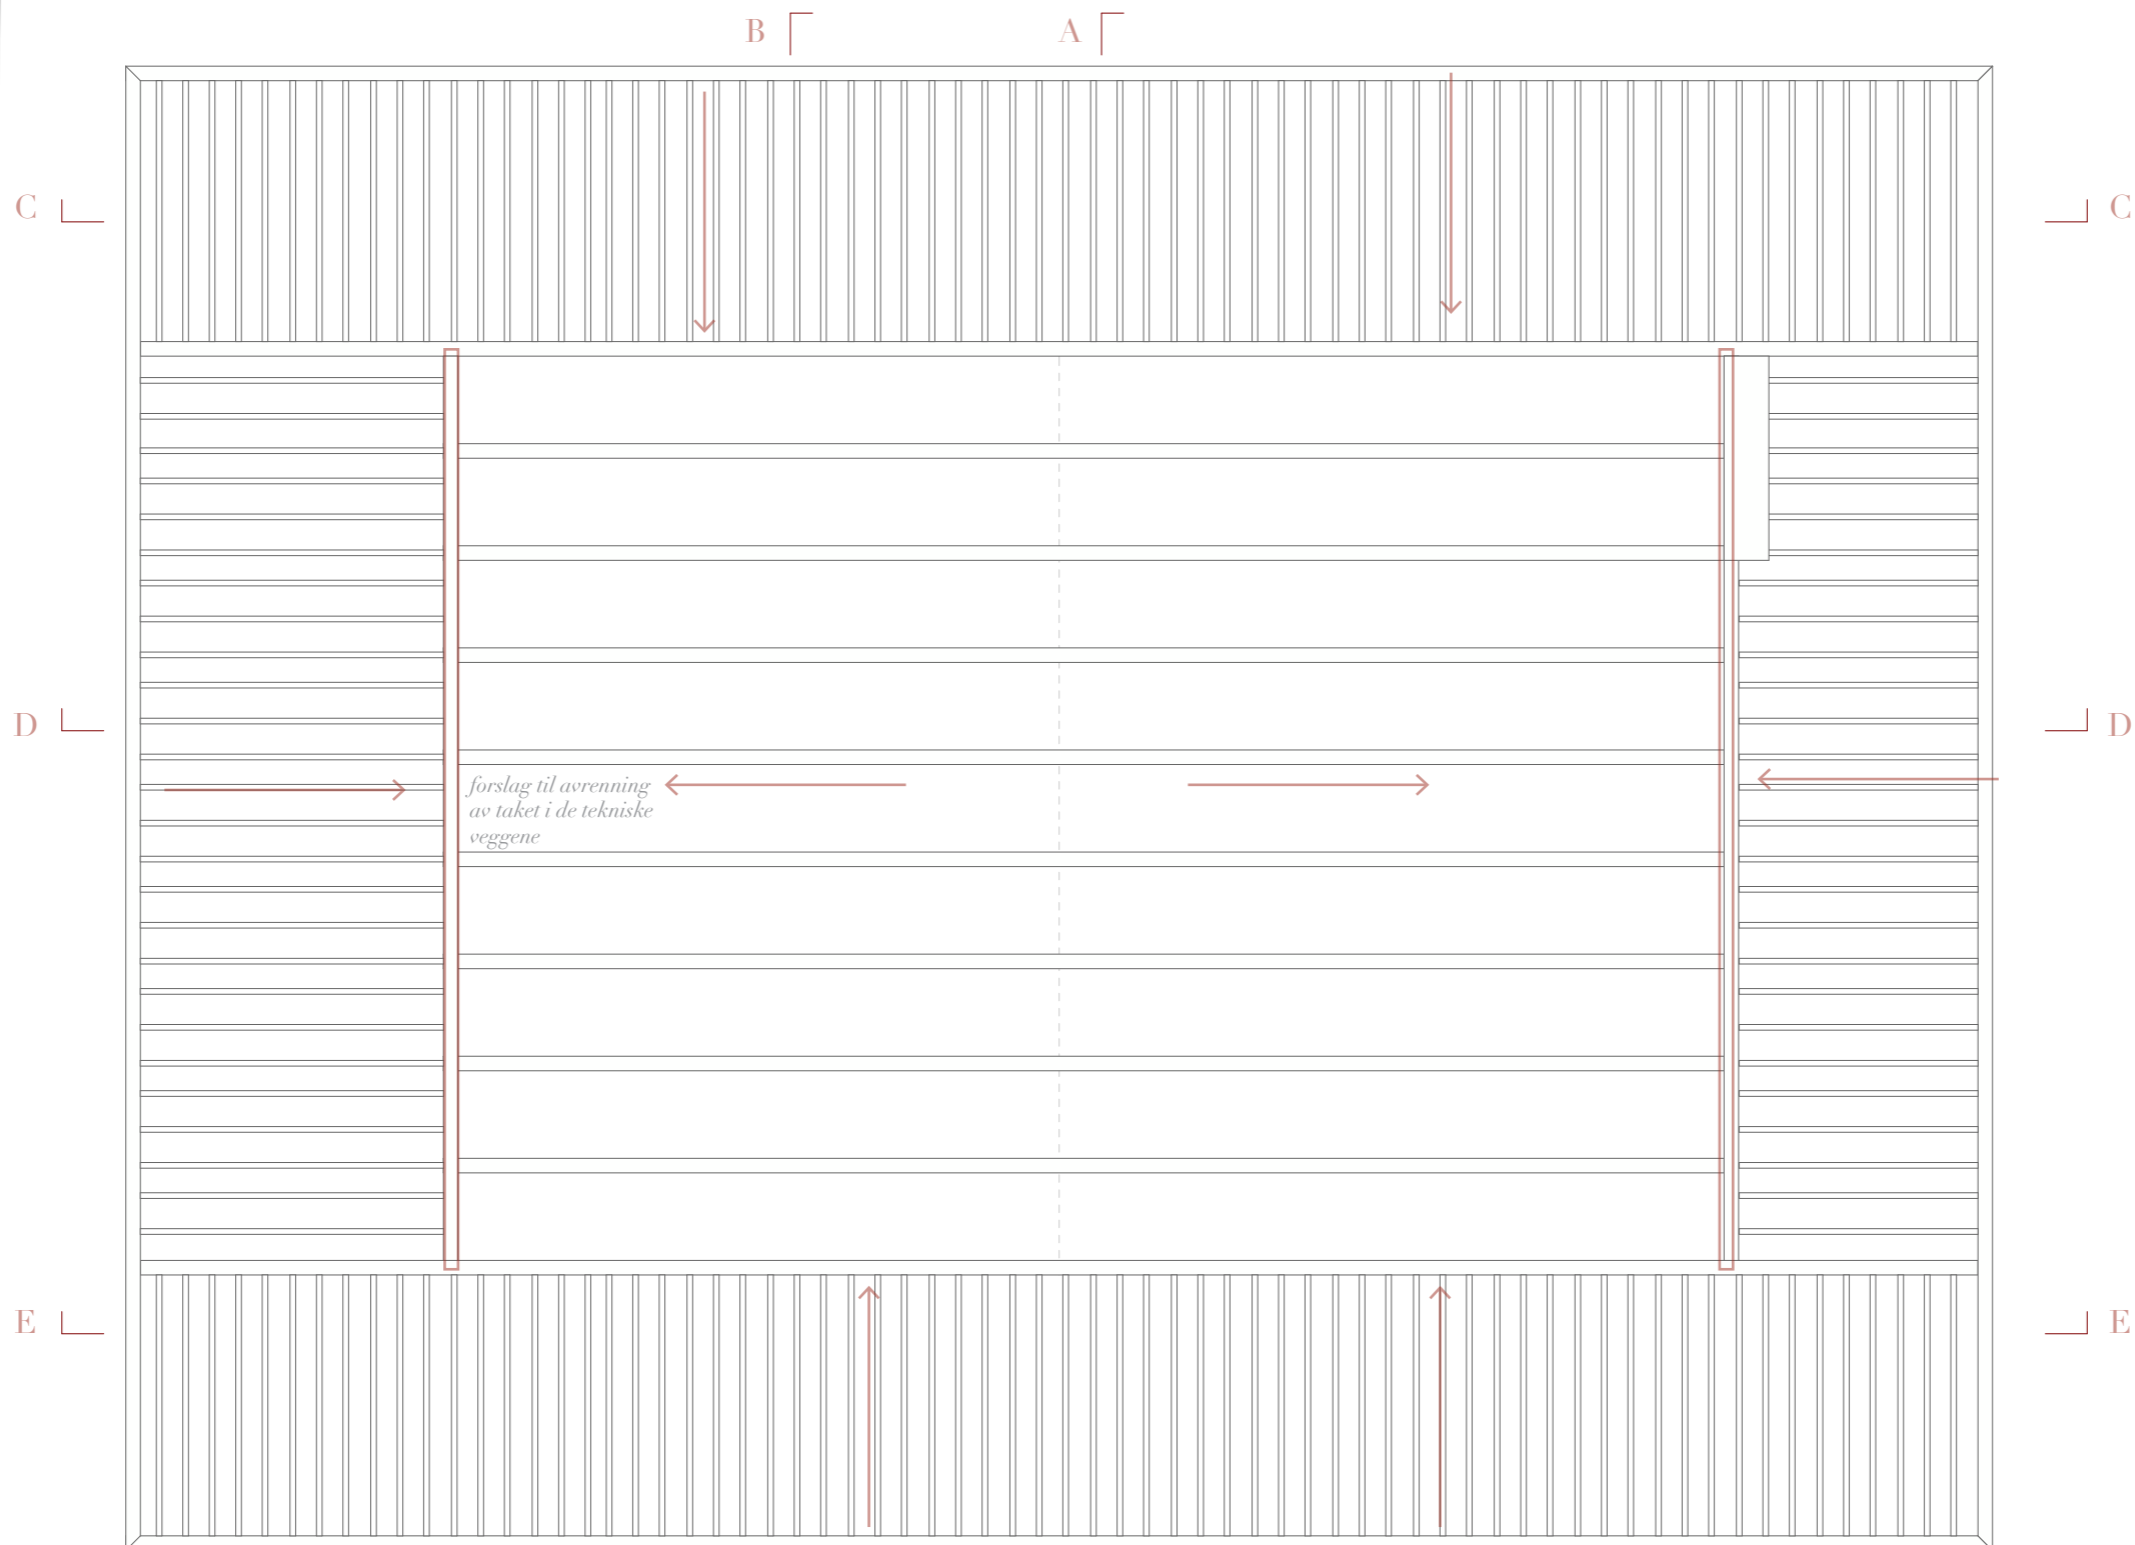 B
A
C
C
D
D
forslag til avrenning
av taket i de tekniske
veggene
E
E